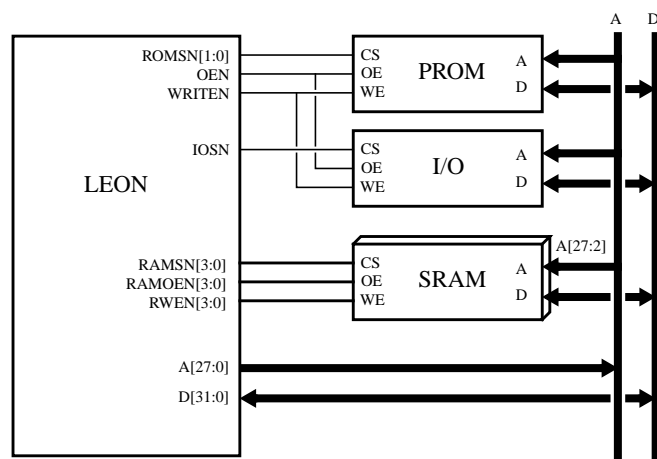 A D
ROMSN[1:0] CS PROM A
OEN OE
WRITEN WE D
IOSN CS I/O A
OE
WE D
LEON
A[27:2]
RAMSN[3:0] CS SRAM A
RAMOEN[3:0] OE
RWEN[3:0] WE D
A[27:0]
D[31:0]